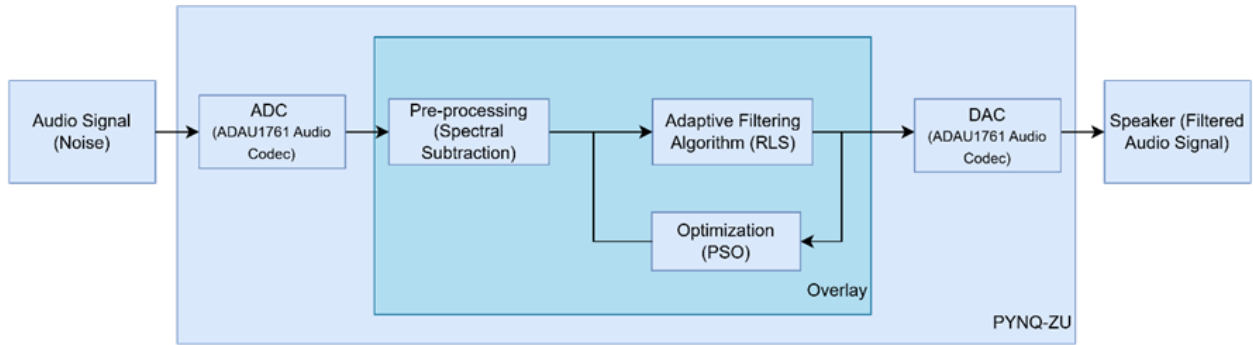 Audio Signal
(Noise)
ADC
(ADAU1761 Audio
Codec)
Pre-processing
(Spectral
Subtraction)
Adaptive Filtering
Algorithm (RLS)
Optimization
(PSO)
Overlay
DAC
(ADAU1761 Audio
Codec)
PYNQ-ZU
Speaker (Filtered
Audio Signal)